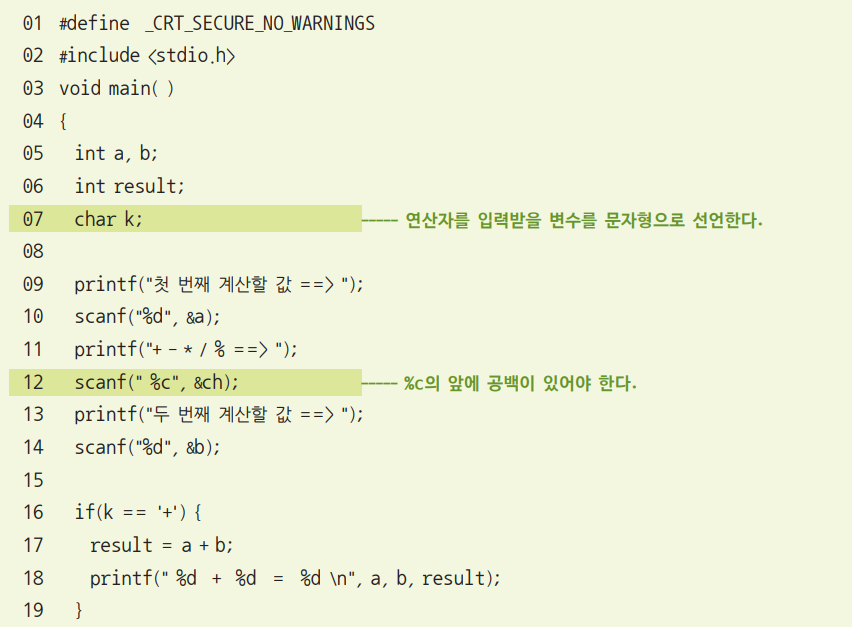 01 #define _CRT_SECURE_NO_WARNINGS
02 #include <stdio.h>
03 void main( )
04 {
05 int a, b;
06 int result;
07 char k; ----- 연산자를 입력받을 변수를 문자형으로 선언한다.
08
09 printf("첫 번째 계산할 값 ==> ");
10 scanf("%d", &a);
11 printf("+ - * / % ==> ");
12 scanf(" %c", &ch); ----- %c의 앞에 공백이 있어야 한다.
13 printf("두 번째 계산할 값 ==> ");
14 scanf("%d", &b);
15
16 if(k == '+') {
17 result = a + b;
18 printf(" %d + %d = %d \n", a, b, result);
19 }